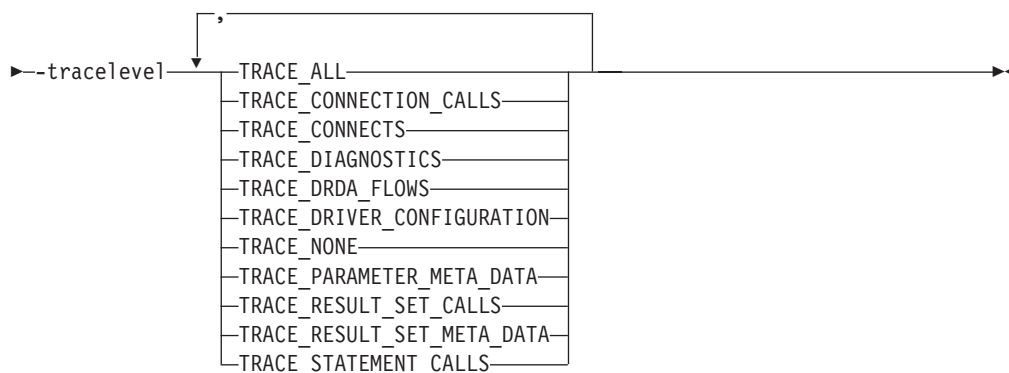 ,
-tracelevel TRACE_ALL
TRACE_CONNECTION_CALLS
TRACE_CONNECTS
TRACE_DIAGNOSTICS
TRACE_DRDA_FLOWS
TRACE_DRIVER_CONFIGURATION
TRACE_NONE
TRACE_PARAMETER_META_DATA
TRACE_RESULT_SET_CALLS
TRACE_RESULT_SET_META_DATA
TRACE_STATEMENT_CALLS